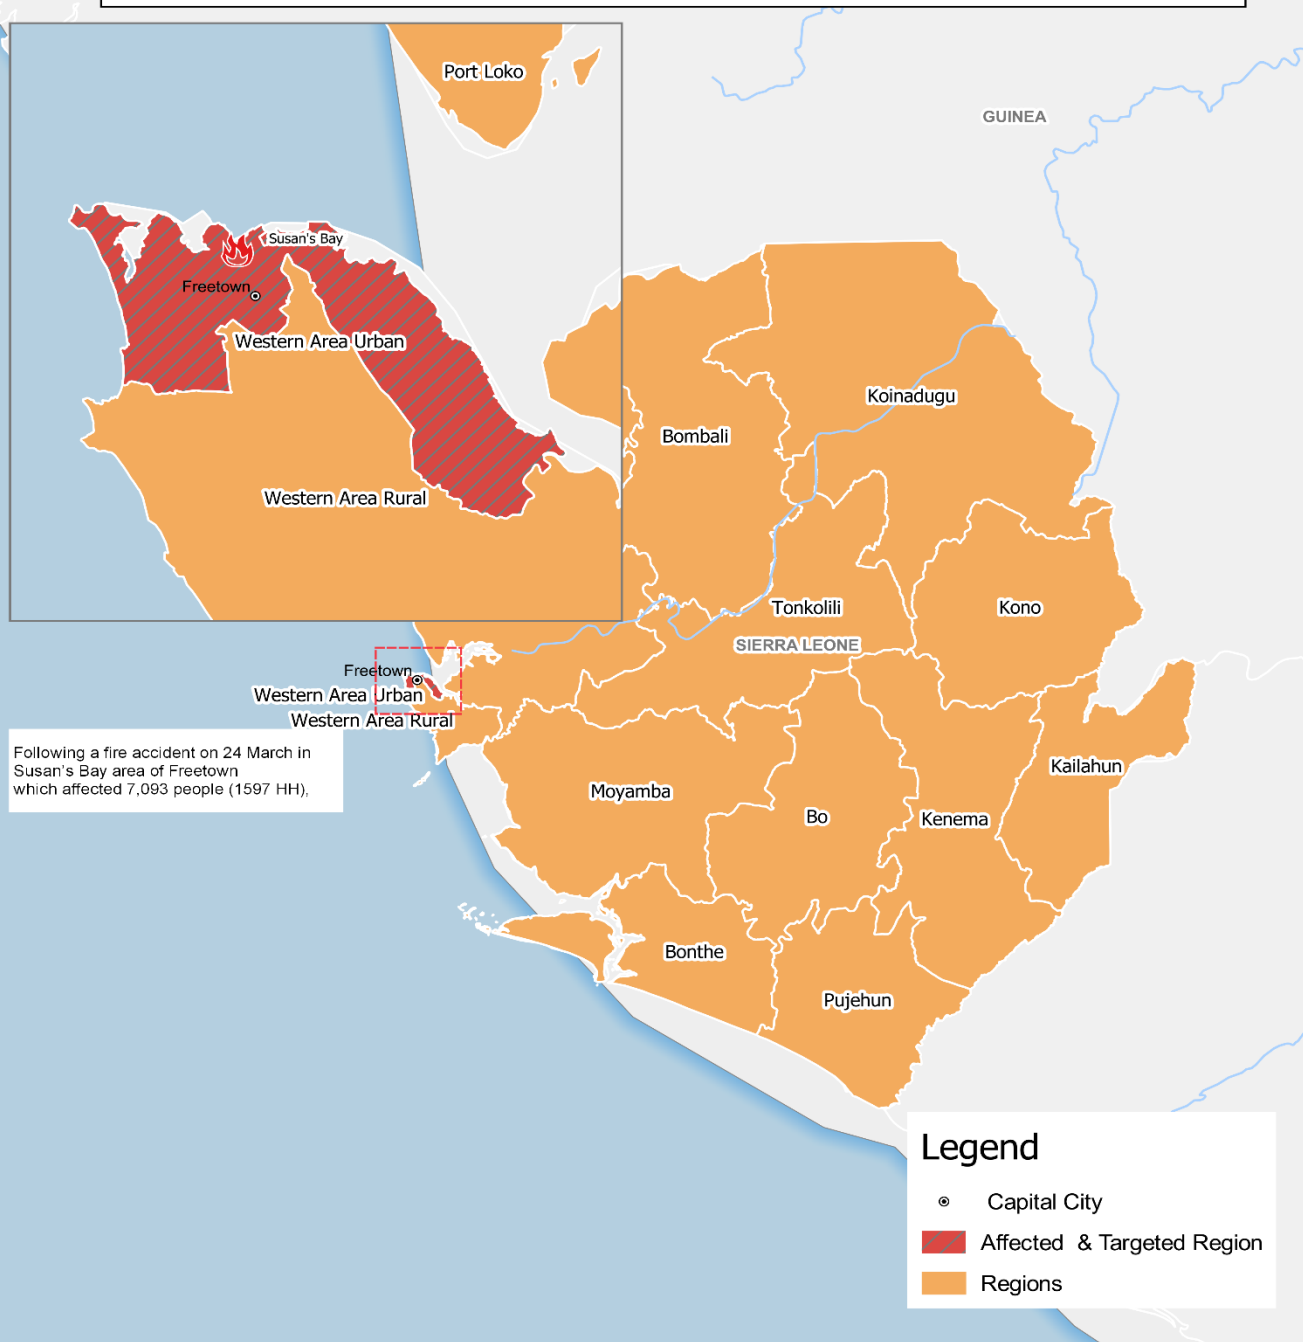 Port Loko
GUINEA
Susan's Bay
Freetown
Western Area Urban
Koinadugu
Bombali
Western Area Rural
Tonkolili
Kono
SIERRA LEONE
Freetown
Western Area Urban
Western Area Rural
Following a fire accident on 24 March in
Susan's Bay area of Freetown
which affected 7,093 people (1597 HH),
Kailahun
Moyamba
Bo
Kenema
Bonthe
Pujehun
Legend
Capital City
Affected & Targeted Region
Regions